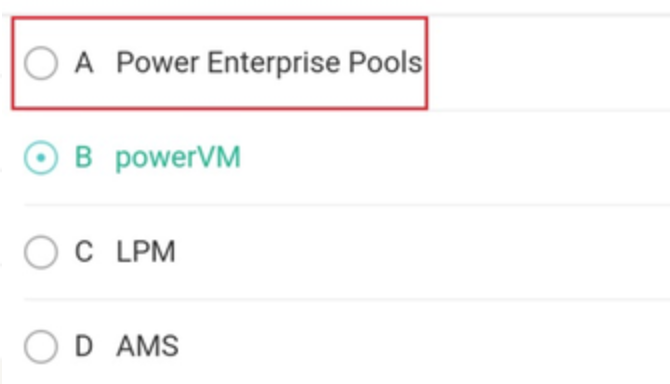 A Power Enterprise Pools
B powerVM
C LPM
D AMS